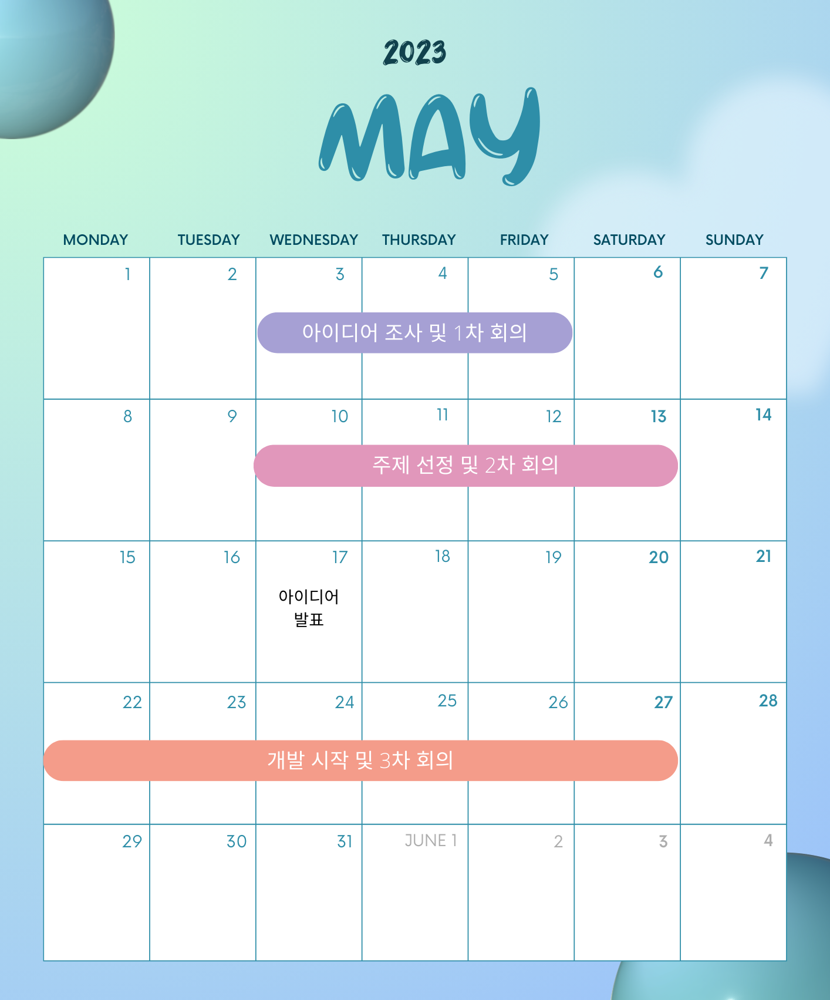 2023
MAY
MONDAY TUESDAY WEDNESDAY THURSDAY FRIDAY SATURDAY SUNDAY
1 2 3 4 5 6 7
아이디어 조사 및 1차 회의
8 9 10 11 12 13 14
주제 선정 및 2차 회의
15 16 17 18 19 20 21
아이디어
발표
22 23 24 25 26 27 28
개발 시작 및 3차 회의
29 30 31 JUNE 1 2 3 4